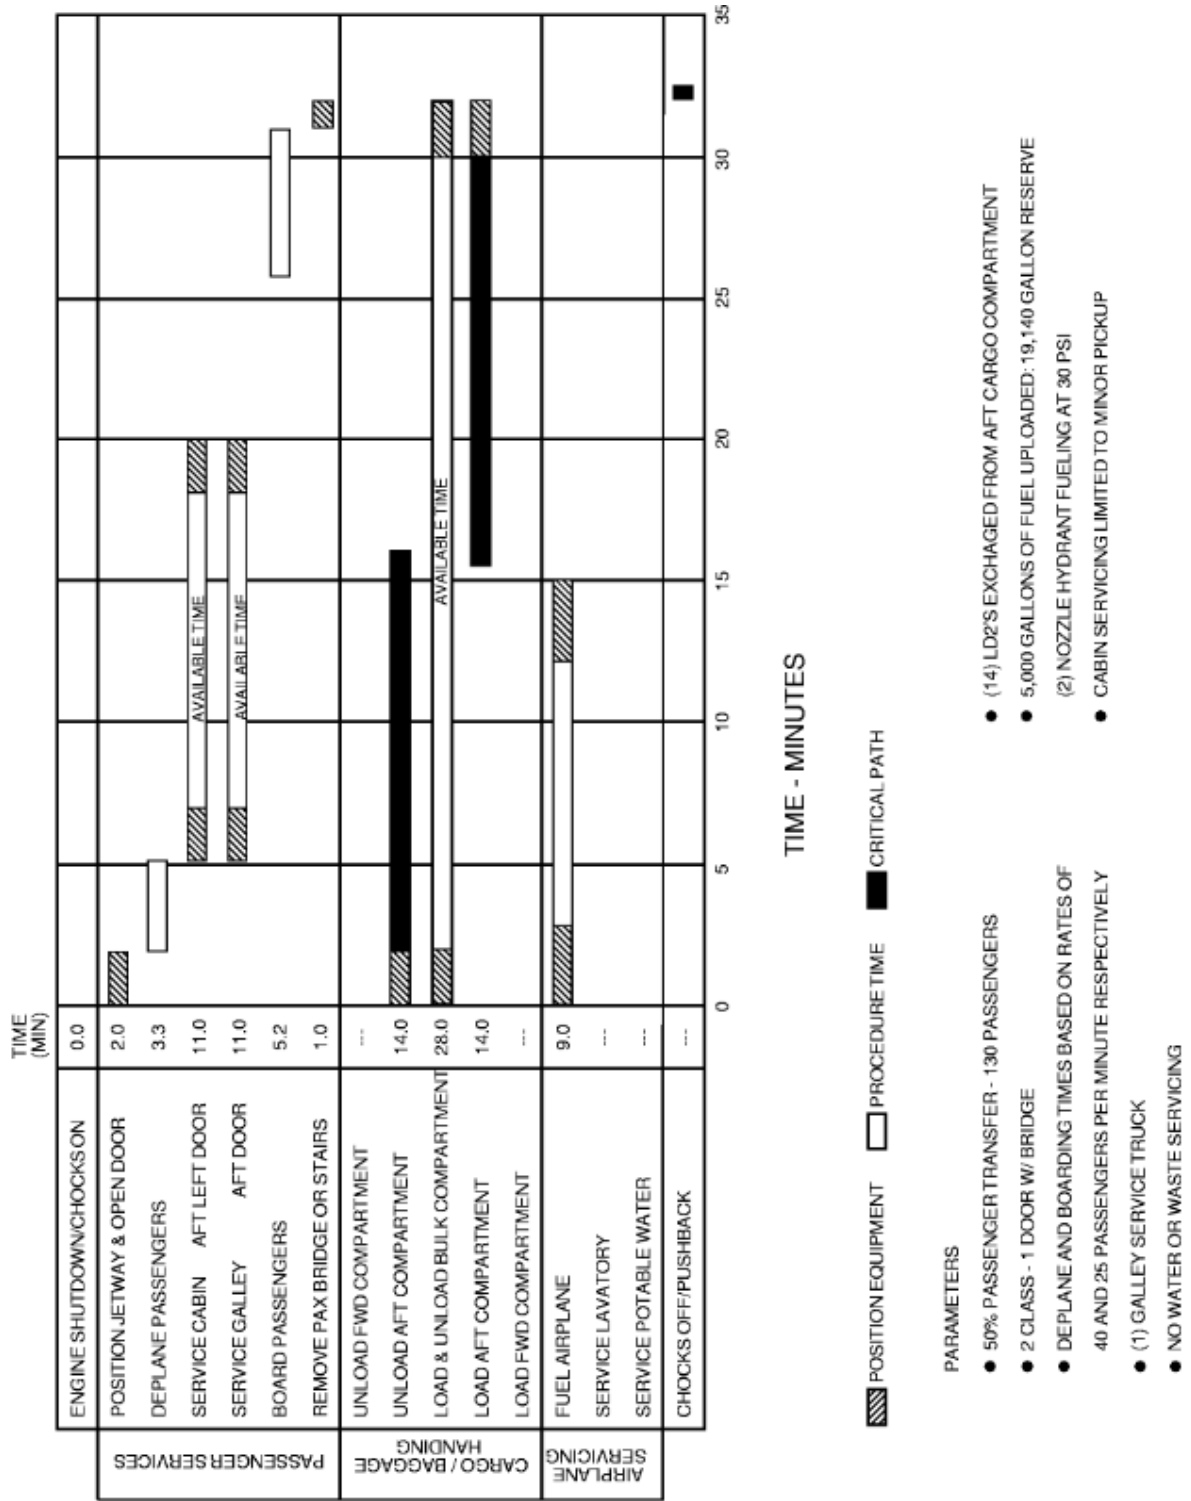 TIME
(MIN)
ENGINE SHUTDOWN/CHOCKS ON 0.0
PASSENGER SERVICES
POSITION JETWAY & OPEN DOOR 2.0
DEPLANE PASSENGERS 3.3
SERVICE CABIN AFT LEFT DOOR 11.0 AVAILABLE TIME
SERVICE GALLEY AFT DOOR 11.0 AVAILABLE TIME
BOARD PASSENGERS 5.2
REMOVE PAX BRIDGE OR STAIRS 1.0
CARGO / BAGGAGE
HANDING
UNLOAD FWD COMPARTMENT ---
UNLOAD AFT COMPARTMENT 14.0
LOAD & UNLOAD BULK COMPARTMENT 28.0 AVAILABLE TIME
LOAD AFT COMPARTMENT 14.0
LOAD FWD COMPARTMENT ---
AIRPLANE
SERVICING
FUEL AIRPLANE 9.0
SERVICE LAVATORY ---
SERVICE POTABLE WATER ---
CHOCKS OFF/PUSHBACK ---
0 5 10 15 20 25 30 35
TIME - MINUTES
POSITION EQUIPMENT PROCEDURE TIME CRITICAL PATH
PARAMETERS
● 50% PASSENGER TRANSFER - 130 PASSENGERS
● 2 CLASS - 1 DOOR W/ BRIDGE
● DEPLANE AND BOARDING TIMES BASED ON RATES OF
40 AND 25 PASSENGERS PER MINUTE RESPECTIVELY
● (1) GALLEY SERVICE TRUCK
● NO WATER OR WASTE SERVICING
● (14) LD2'S EXCHAGED FROM AFT CARGO COMPARTMENT
● 5,000 GALLONS OF FUEL UPLOADED: 19,140 GALLON RESERVE
(2) NOZZLE HYDRANT FUELING AT 30 PSI
● CABIN SERVICING LIMITED TO MINOR PICKUP